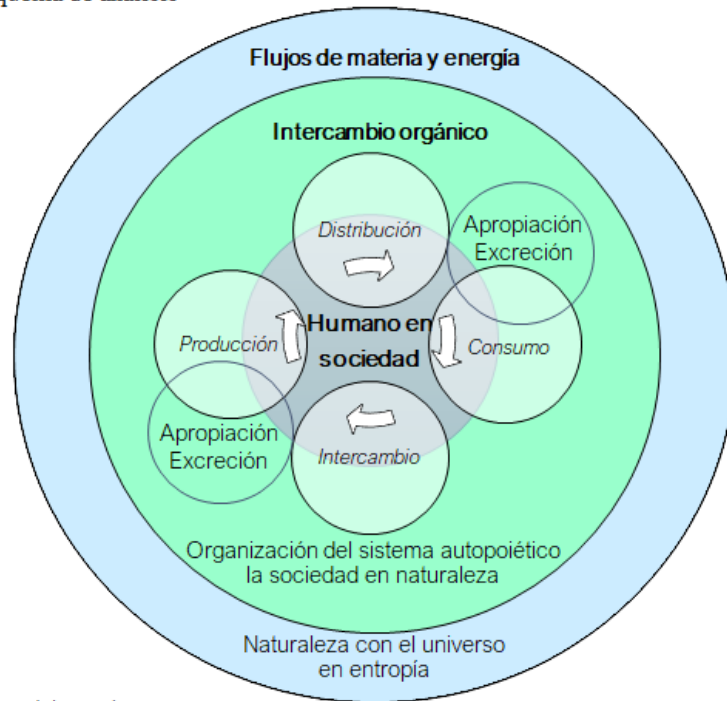 Flujos de materia y energía
Intercambio orgánico
Distribución
Apropiación
Excreción
Humano en
sociedad
Producción
Consumo
Apropiación
Excreción
Intercambio
Organización del sistema autopoiético
la sociedad en naturaleza
Naturaleza con el universo
en entropía